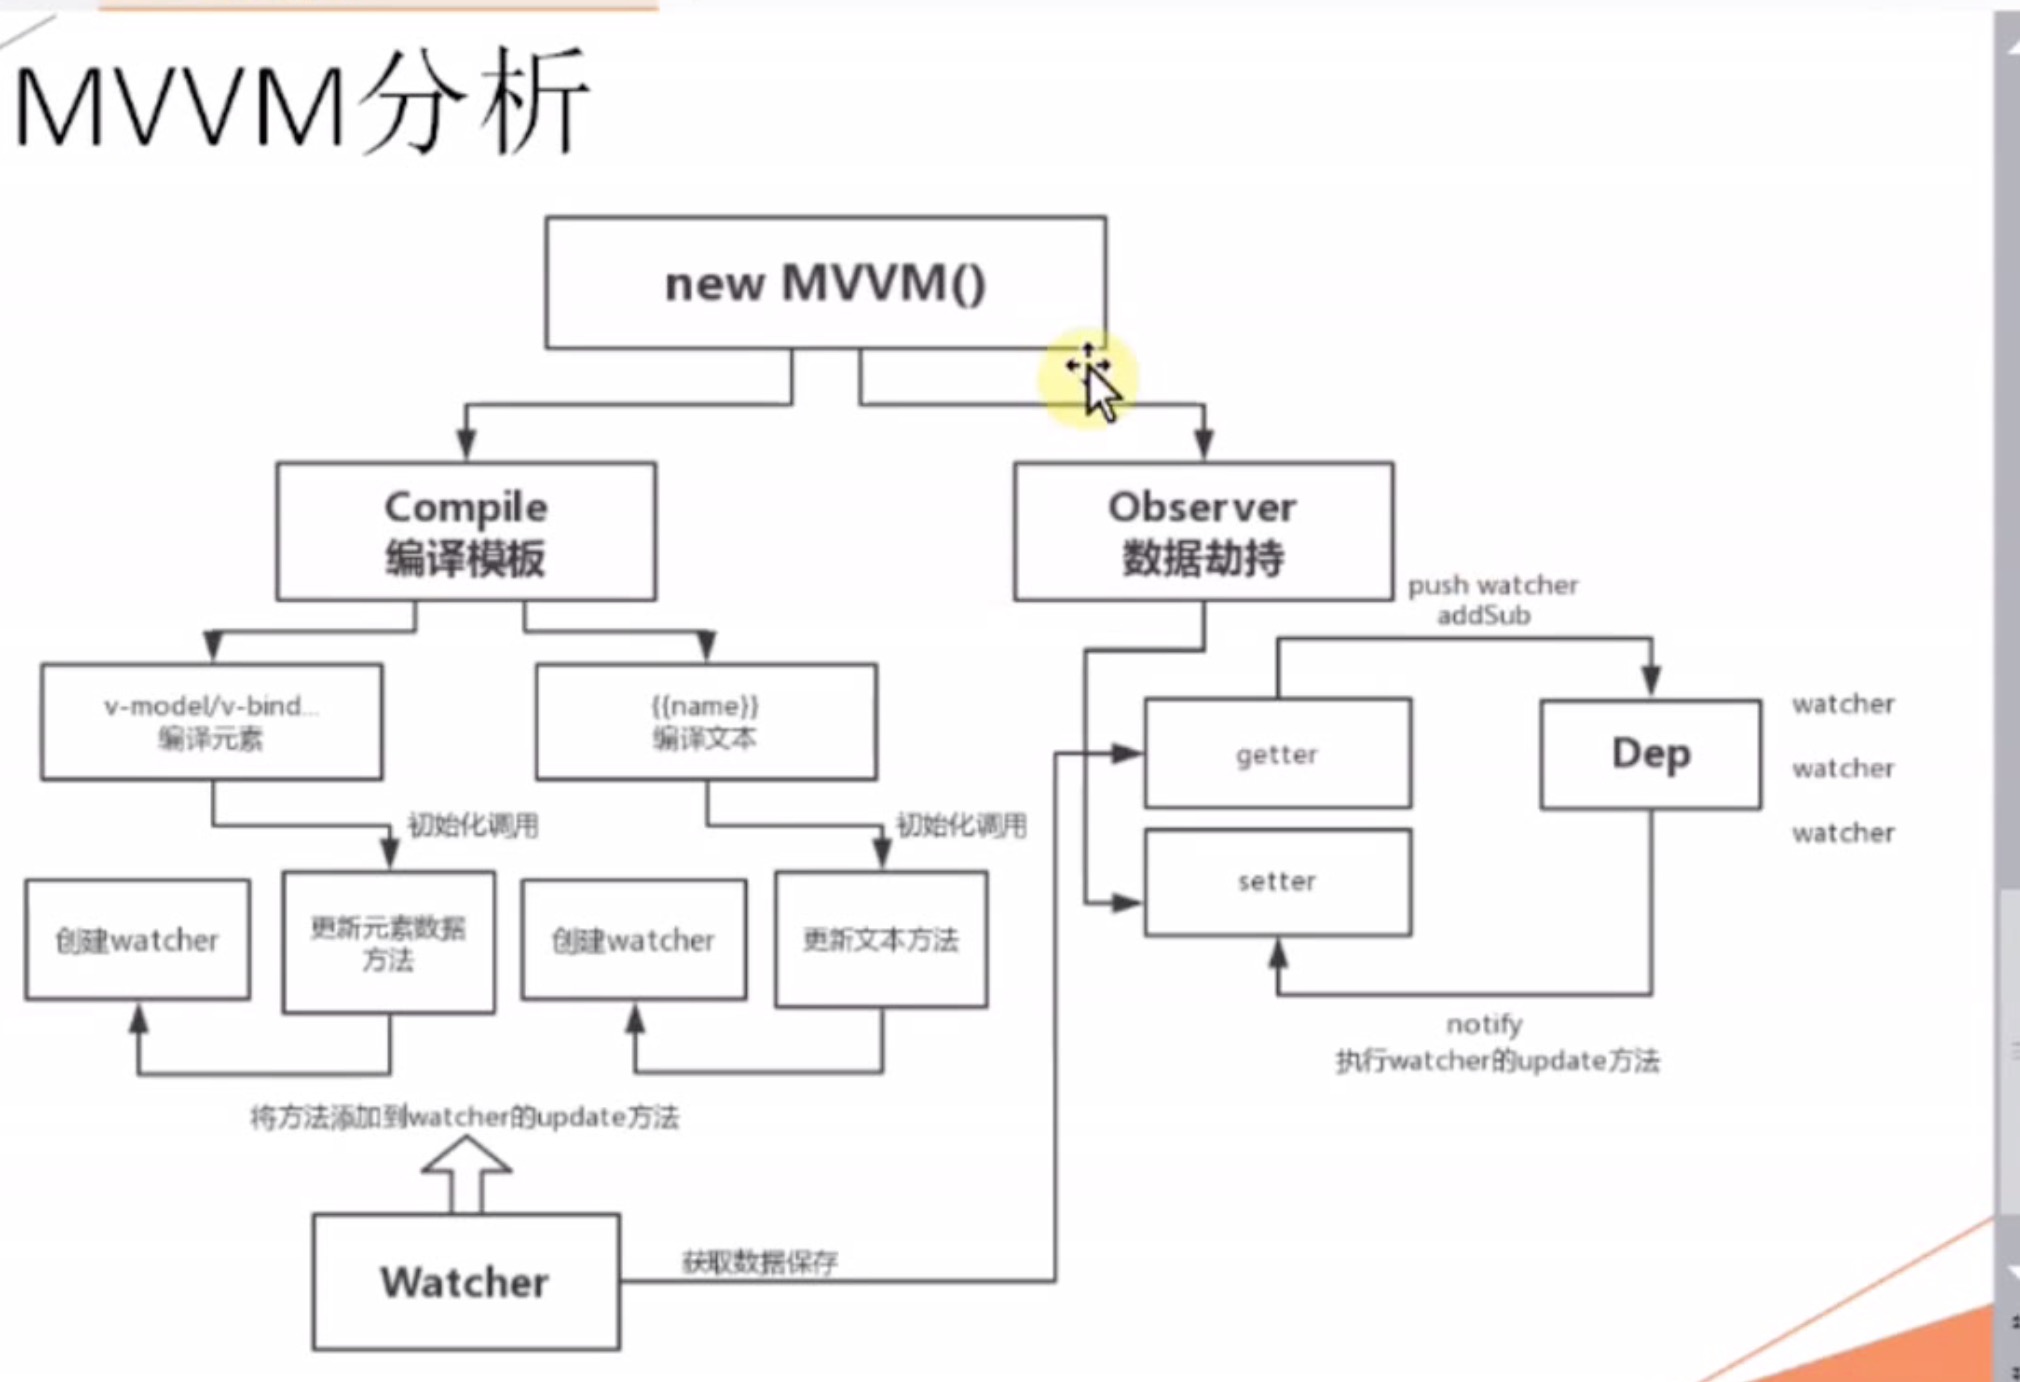 MVVM分析
new MVVM()
Compile
编译模板
Observer
数据劫持
push watcher
addSub
v-model/v-bind...
编译元素
{{name}}
编译文本
getter
Dep
watcher
watcher
watcher
初始化调用
初始化调用
setter
创建watcher
更新元素数据
方法
创建watcher
更新文本方法
notify
执行watcher的update方法
将方法添加到watcher的update方法
获取数据保存
Watcher